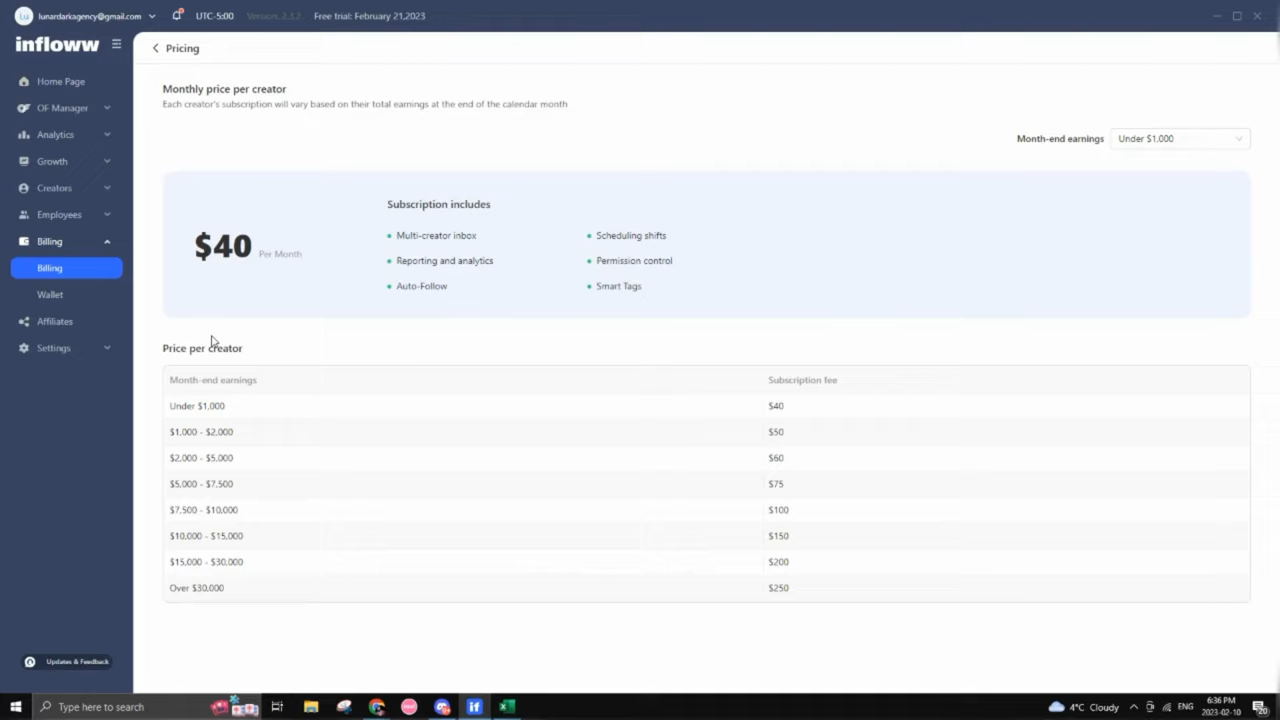 lunardarkagency@gmail.com UTC-5:00 Version: 2.3.2 Free trial: February 21,2023
infloww
Pricing
Home Page
OF Manager
Analytics
Growth
Creators
Employees
Billing
Billing
Wallet
Affiliates
Settings
Updates & Feedback
Monthly price per creator
Each creator's subscription will vary based on their total earnings at the end of the calendar month
Month-end earnings Under $1,000
$40 Per Month
Subscription includes
Multi-creator inbox Scheduling shifts
Reporting and analytics Permission control
Auto-Follow Smart Tags
Price per creator
Month-end earnings Subscription fee
Under $1,000 $40
$1,000 - $2,000 $50
$2,000 - $5,000 $60
$5,000 - $7,500 $75
$7,500 - $10,000 $100
$10,000 - $15,000 $150
$15,000 - $30,000 $200
Over $30,000 $250
Type here to search 4°C Cloudy ENG 6:36 PM
2023-02-10 20